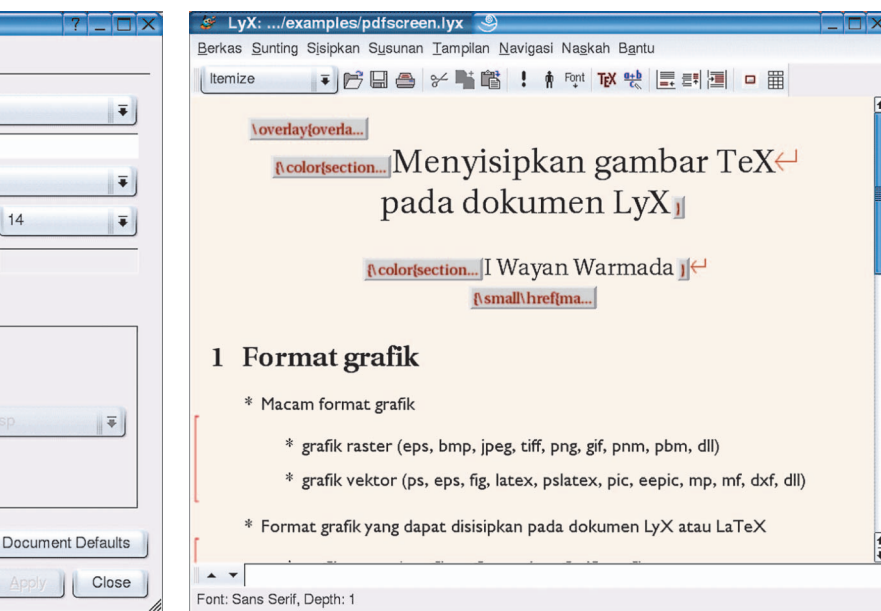 14
sp
Document Defaults
Apply
Close
LyX: .../examples/pdfscreen.lyx
Berkas Sunting Sisipkan Susunan Tampilan Navigasi Naskah Bantu
Itemize
Font TEX a+b
\overlay{overla...
{\color{section... Menyisipkan gambar TeX
pada dokumen LyX }
{\color{section... I Wayan Warmada }
{\small\href{ma...
1 Format grafik
* Macam format grafik
* grafik raster (eps, bmp, jpeg, tiff, png, gif, pnm, pbm, dll)
* grafik vektor (ps, eps, fig, latex, pslatex, pic, eepic, mp, mf, dxf, dll)
* Format grafik yang dapat disisipkan pada dokumen LyX atau LaTeX
Font: Sans Serif, Depth: 1